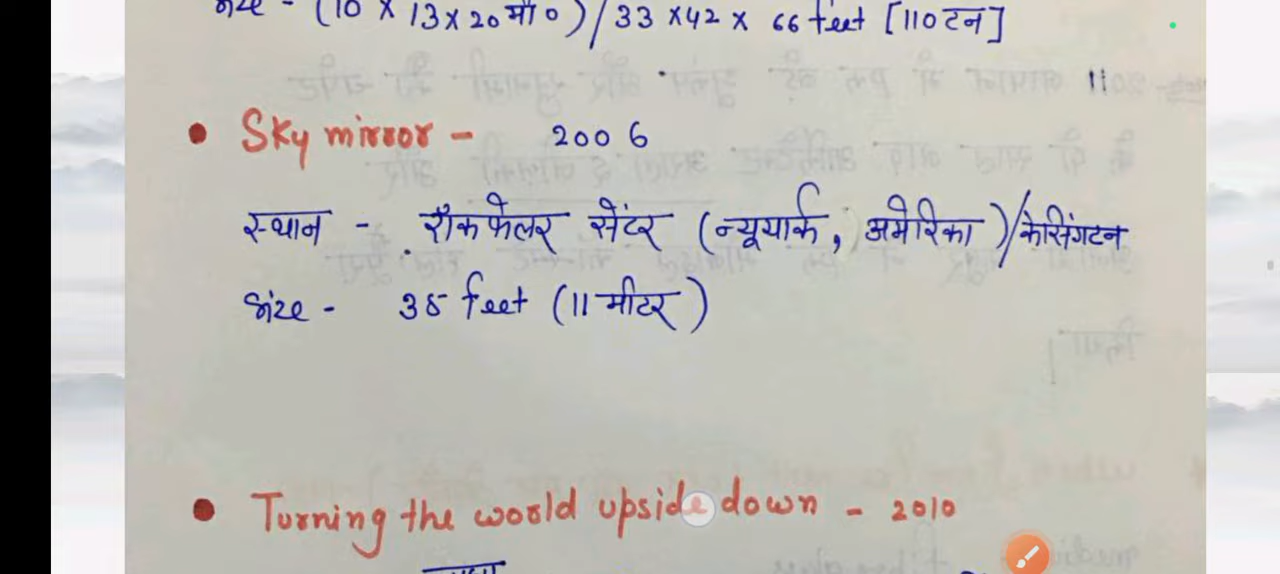 size - (10 x 13 x 20 मी०) / 33 x 42 x 66 feet [110 टन]
• Sky mirror - 2006
स्थान - रॉकफेलर सेंटर (न्यूयार्क, अमेरिका) / केसिंगटन
size - 35 feet (11 मीटर)
• Turning the world upside down - 2010